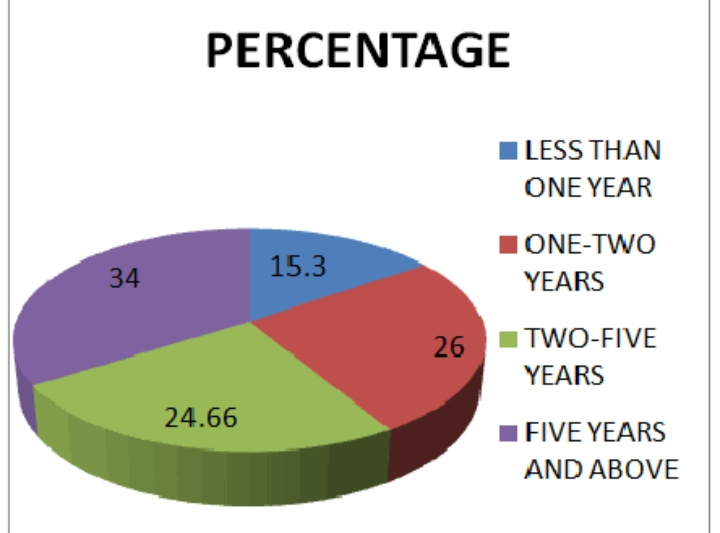 PERCENTAGE
LESS THAN
ONE YEAR
ONE-TWO
YEARS
TWO-FIVE
YEARS
FIVE YEARS
AND ABOVE
15.3
34
26
24.66